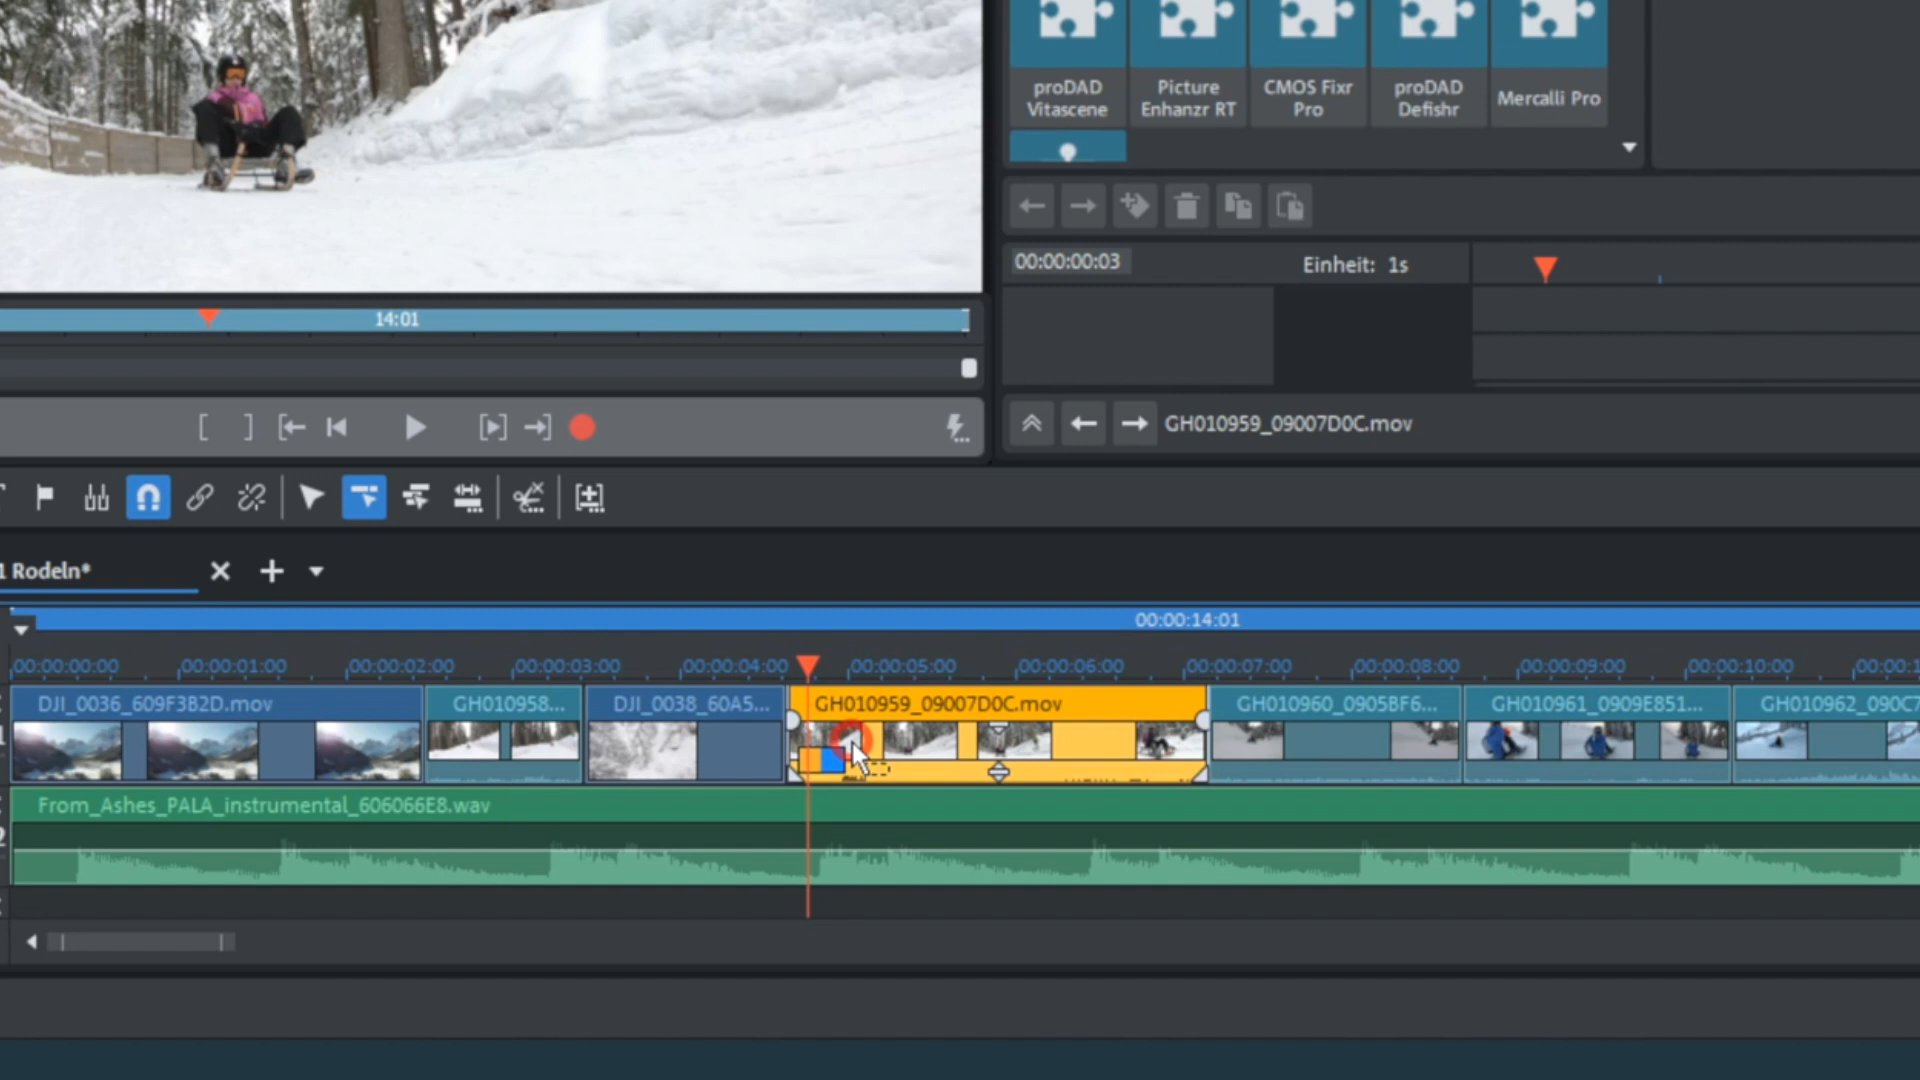 proDAD
Vitascene
Picture
Enhanzr RT
CMOS Fixr
Pro
proDAD
Defishr
Mercalli Pro
00:00:00:03
Einheit: 1s
14:01
GH010959_09007D0C.mov
1 Rodeln*
00:00:14:01
00:00:00:00
00:00:01:00
00:00:02:00
00:00:03:00
00:00:04:00
00:00:05:00
00:00:06:00
00:00:07:00
00:00:08:00
00:00:09:00
00:00:10:00
00:00:1
DJI_0036_609F3B2D.mov
GH010958...
DJI_0038_60A5...
GH010959_09007D0C.mov
GH010960_0905BF6...
GH010961_0909E851...
GH010962_090C7
From_Ashes_PALA_instrumental_606066E8.wav